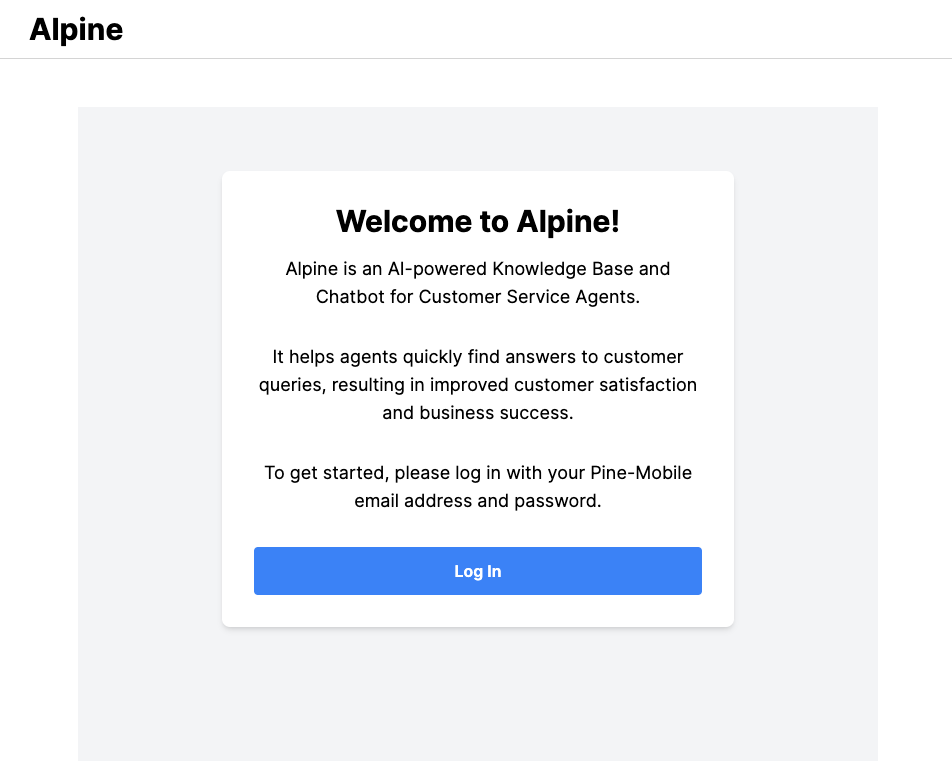 Alpine
Welcome to Alpine!
Alpine is an AI-powered Knowledge Base and
Chatbot for Customer Service Agents.
It helps agents quickly find answers to customer
queries, resulting in improved customer satisfaction
and business success.
To get started, please log in with your Pine-Mobile
email address and password.
Log In